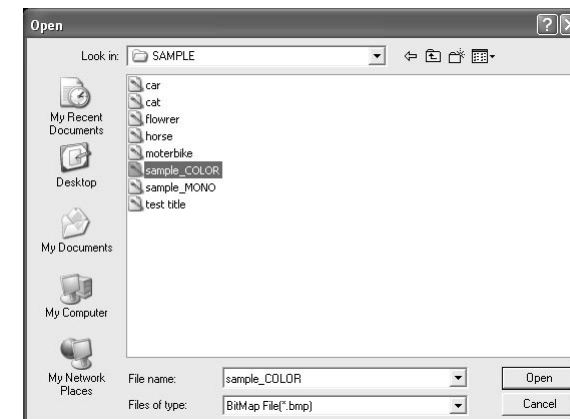 Open
Look in: SAMPLE
My Recent
Documents
Desktop
My Documents
My Computer
My Network
Places
car
cat
flowrer
horse
moterbike
sample_COLOR
sample_MONO
test title
File name: sample_COLOR Open
Files of type: BitMap File(*.bmp) Cancel